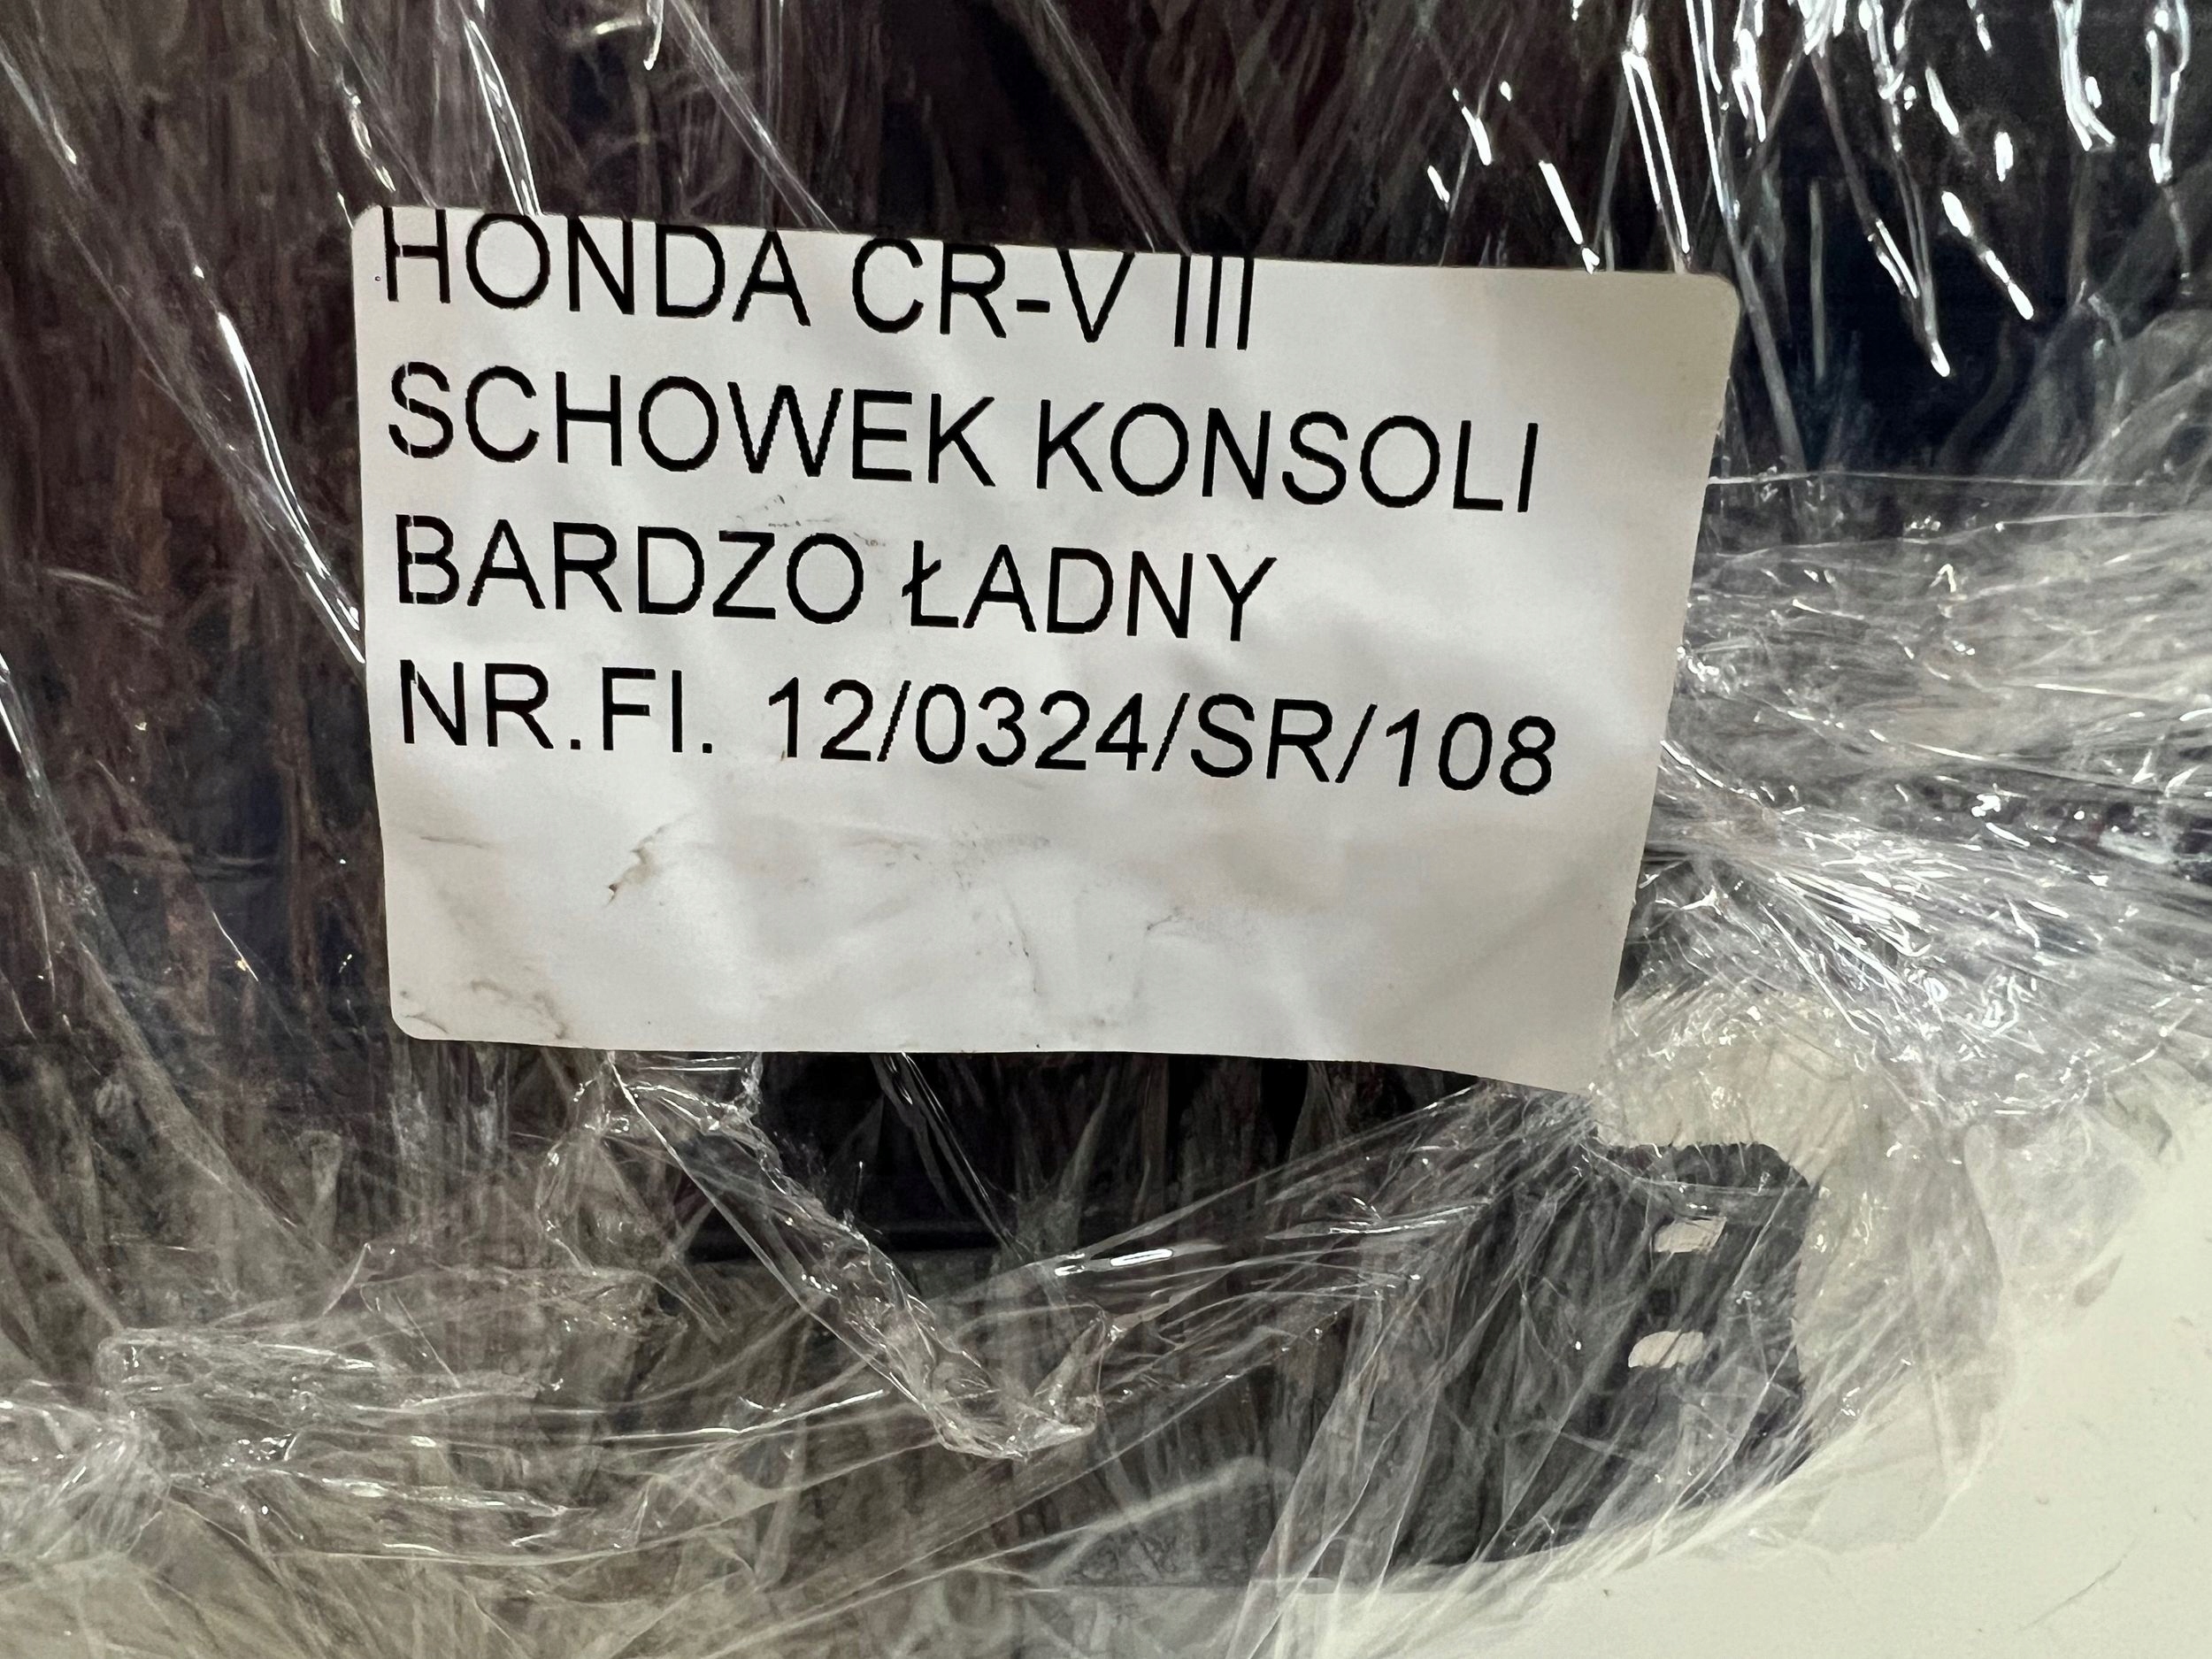 HONDA CR-V III
SCHOWEK KONSOLI
BARDZO ŁADNY
NR.FI. 12/0324/SR/108